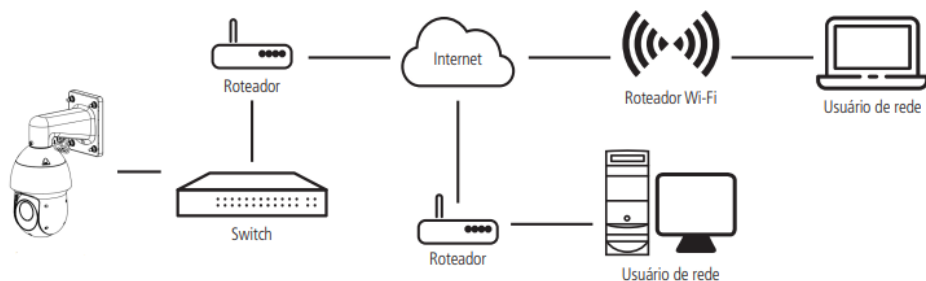 Internet
Roteador
Roteador Wi-Fi
Usuário de rede
Switch
Roteador
Usuário de rede